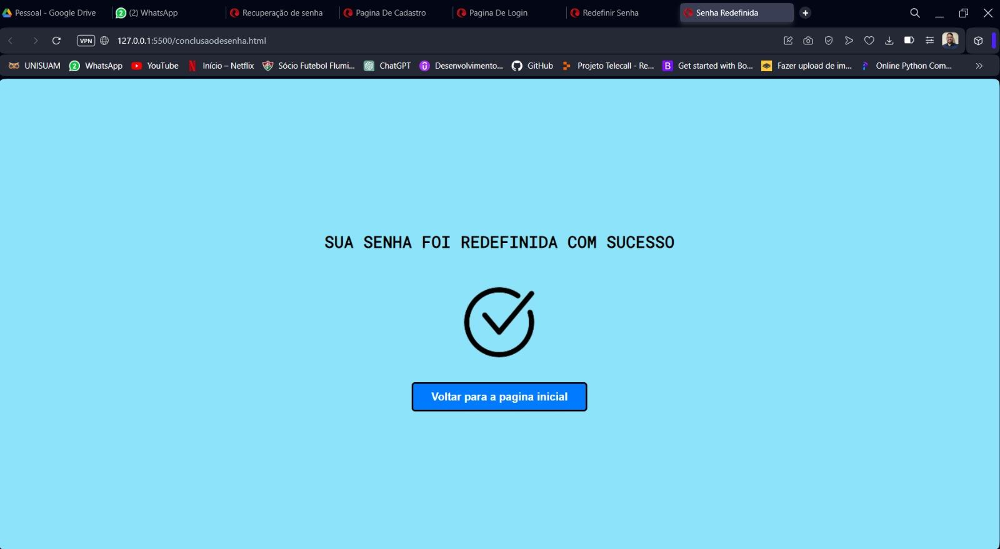 Pessoal - Google Drive
(2) WhatsApp
Recuperação de senha
Pagina De Cadastro
Pagina De Login
Redefinir Senha
Senha Redefinida
VPN
127.0.0.1:5500/conclusaodesenha.html
UNISUAM
2 WhatsApp
YouTube
Início – Netflix
Sócio Futebol Flumi...
ChatGPT
Desenvolvimento...
GitHub
Projeto Telecall - Re...
B Get started with Bo...
Fazer upload de im...
Online Python Com...
SUA SENHA FOI REDEFINIDA COM SUCESSO
Voltar para a pagina inicial